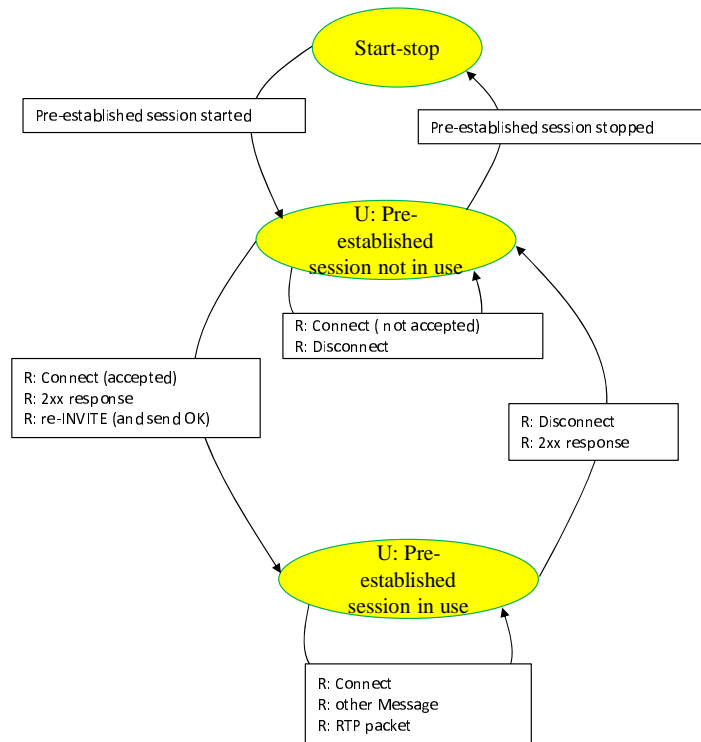 Start-stop
Pre-established session started
Pre-established session stopped
U: Pre-
established
session not in use
R: Connect ( not accepted)
R: Disconnect
R: Connect (accepted)
R: 2xx response
R: re-INVITE (and send OK)
R: Disconnect
R: 2xx response
U: Pre-
established
session in use
R: Connect
R: other Message
R: RTP packet